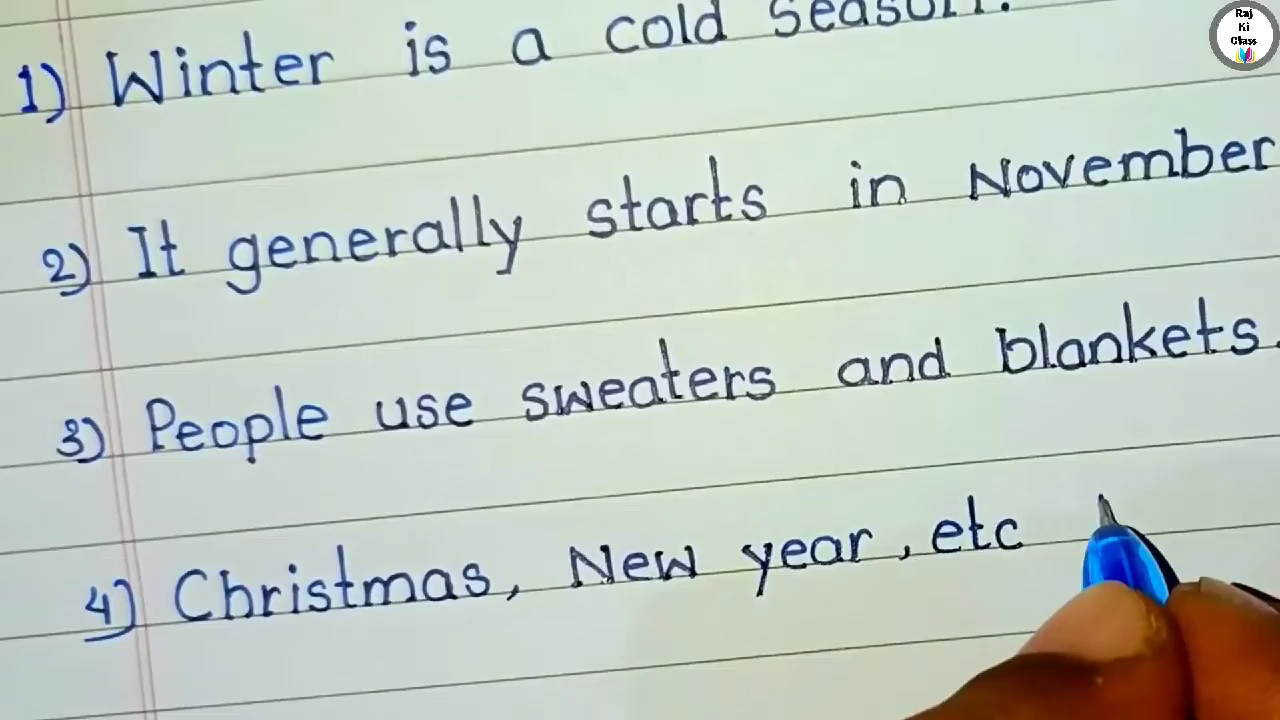 1) Winter is a cold season.
2) It generally starts in November
3) People use sweaters and blankets.
4) Christmas, New year, etc
Raj
Ki
Class